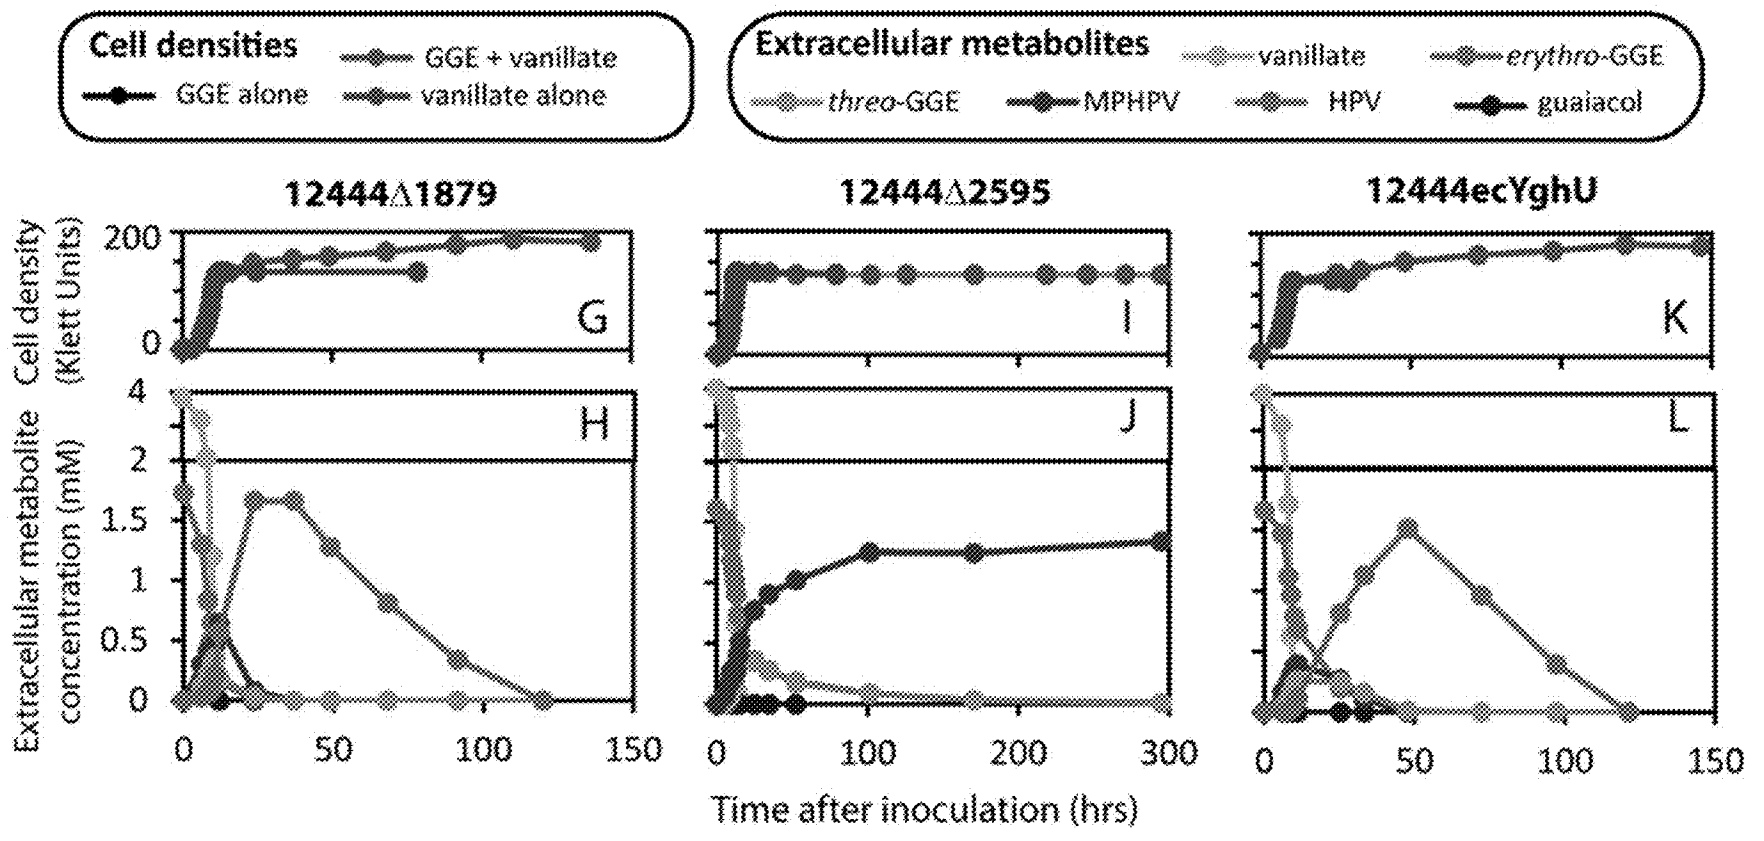 Cell densities
GGE + vanillate
GGE alone
vanillate alone
Extracellular metabolites
vanillate
erythro-GGE
threo-GGE
MPHPV
HPV
guaiacol
12444Δ1879
12444Δ2595
12444ecYghU
Cell density
(Klett Units)
200
0
G
I
K
Extracellular metabolite
concentration (mM)
4
2
1.5
1
0.5
0
H
J
L
0 50 100 150
0 100 200 300
0 50 100 150
Time after inoculation (hrs)